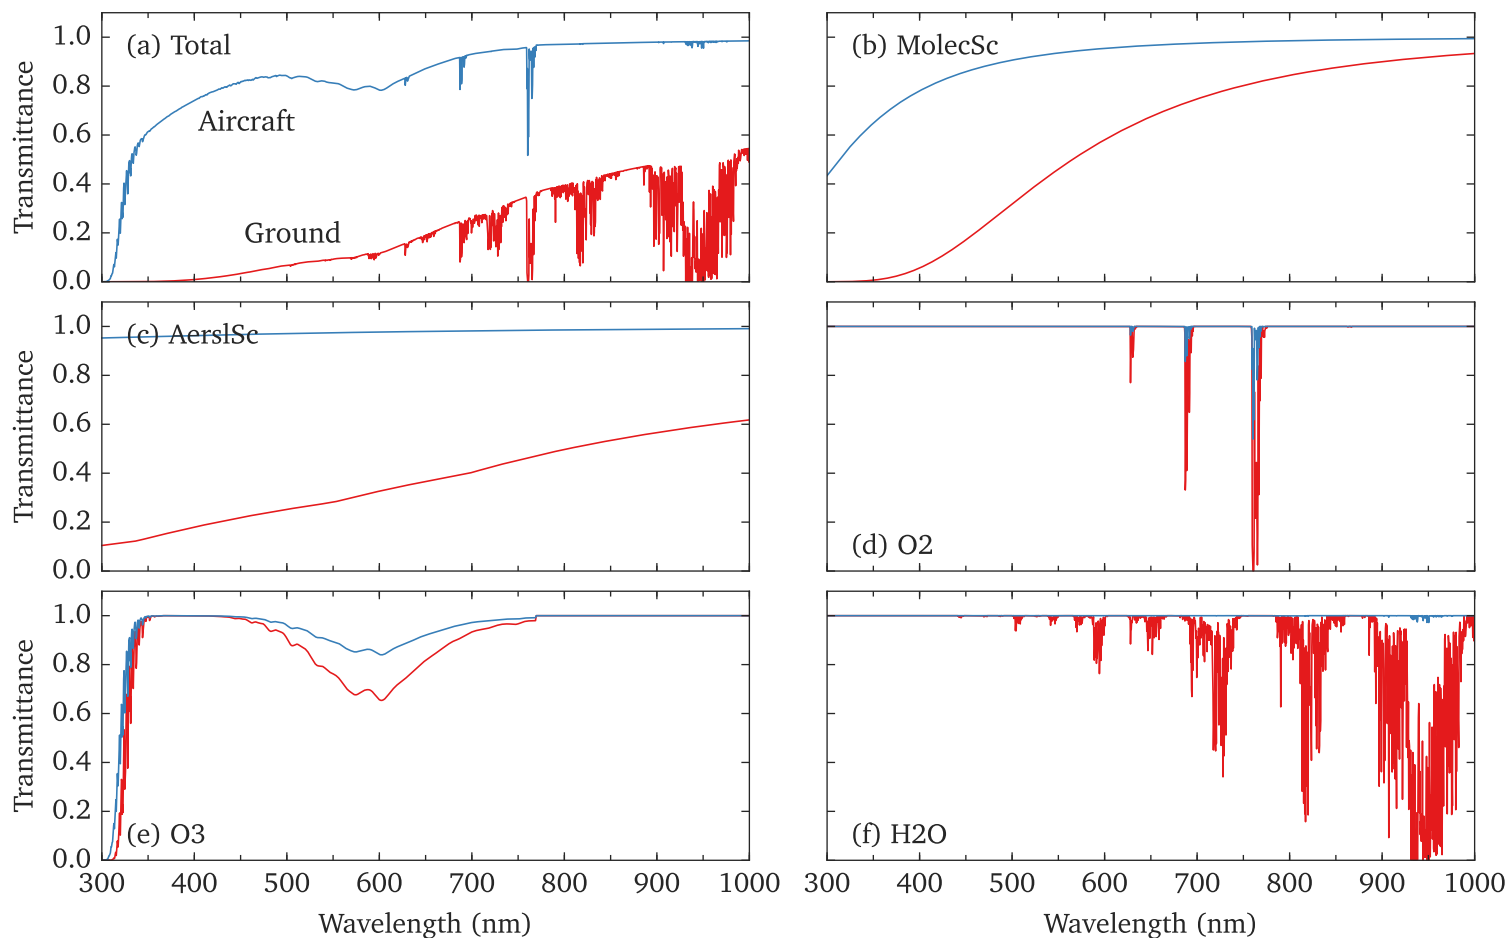 (a) Total
Aircraft
Ground
Transmittance
0.0
0.2
0.4
0.6
0.8
1.0
(b) MolecSc
(c) AerslSc
Transmittance
0.0
0.2
0.4
0.6
0.8
1.0
(d) O2
(e) O3
Transmittance
0.0
0.2
0.4
0.6
0.8
1.0
300 400 500 600 700 800 900 1000
Wavelength (nm)
(f) H2O
300 400 500 600 700 800 900 1000
Wavelength (nm)